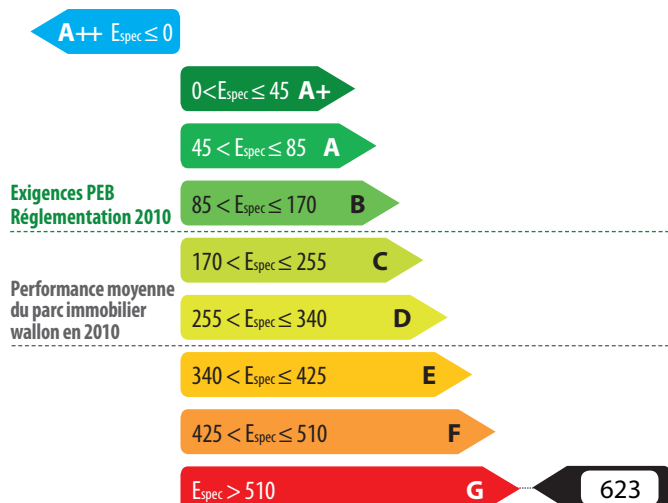 A++ Espec ≤ 0
0 < Espec ≤ 45 A+
45 < Espec ≤ 85 A
Exigences PEB
Réglementation 2010
85 < Espec ≤ 170 B
170 < Espec ≤ 255 C
Performance moyenne
du parc immobilier
wallon en 2010
255 < Espec ≤ 340 D
340 < Espec ≤ 425 E
425 < Espec ≤ 510 F
Espec > 510 G 623